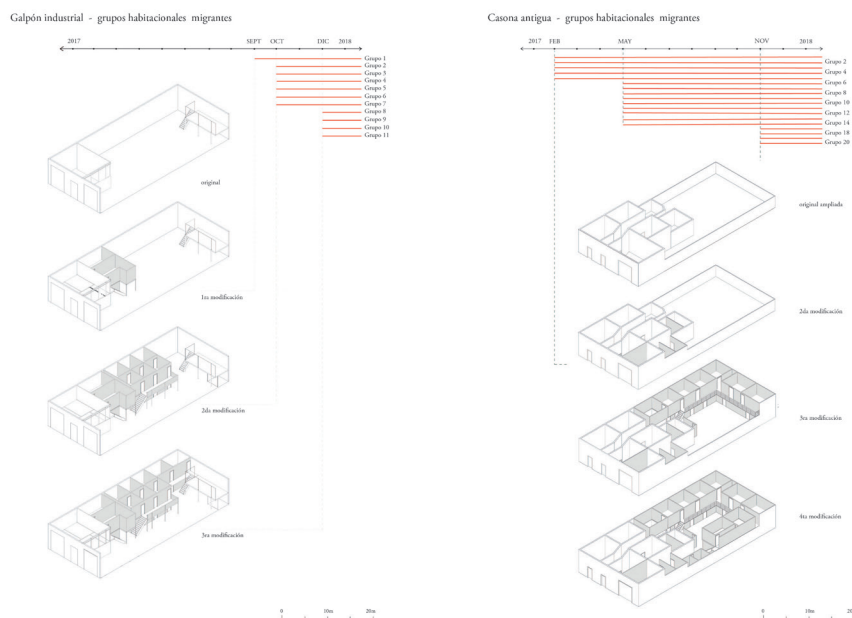 Galpón industrial - grupos habitacionales migrantes
2017 SEPT OCT DIC 2018
Grupo 1
Grupo 2
Grupo 3
Grupo 4
Grupo 5
Grupo 6
Grupo 7
Grupo 8
Grupo 9
Grupo 10
Grupo 11
original
1ra modificación
2da modificación
3ra modificación
0 10m 20m
Casona antigua - grupos habitacionales migrantes
2017 FEB MAY NOV 2018
Grupo 2
Grupo 4
Grupo 6
Grupo 8
Grupo 10
Grupo 12
Grupo 14
Grupo 18
Grupo 20
original ampliada
2da modificación
3ra modificación
4ta modificación
0 10m 20